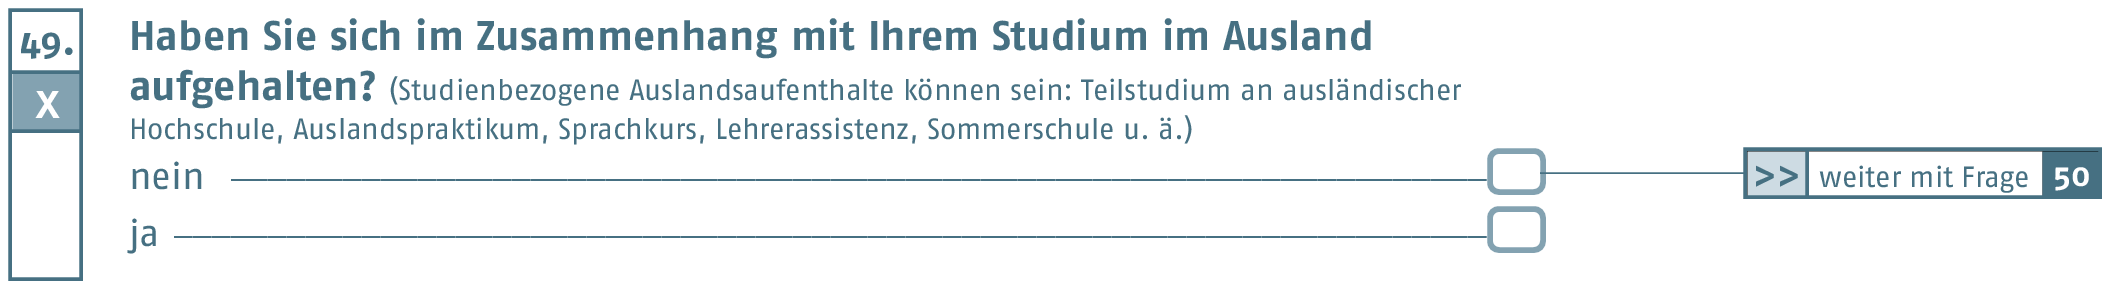 49.
X
Haben Sie sich im Zusammenhang mit Ihrem Studium im Ausland
aufgehalten? (Studienbezogene Auslandsaufenthalte können sein: Teilstudium an ausländischer
Hochschule, Auslandspraktikum, Sprachkurs, Lehrerassistenz, Sommerschule u. ä.)
nein >> weiter mit Frage 50
ja